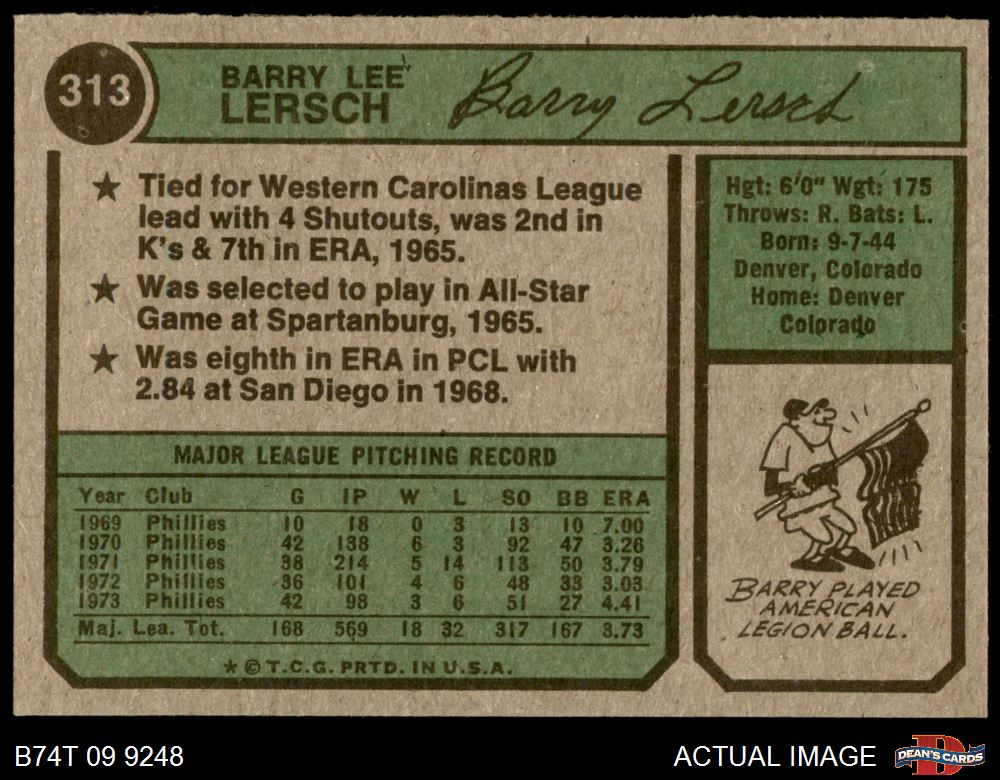 313
BARRY LEE
LERSCH
Barry Lersch
★ Tied for Western Carolinas League
lead with 4 Shutouts, was 2nd in
K's & 7th in ERA, 1965.
★ Was selected to play in All-Star
Game at Spartanburg, 1965.
★ Was eighth in ERA in PCL with
2.84 at San Diego in 1968.
Hgt: 6'0" Wgt: 175
Throws: R. Bats: L.
Born: 9-7-44
Denver, Colorado
Home: Denver
Colorado
MAJOR LEAGUE PITCHING RECORD
Year Club G IP W L SO BB ERA
1969 Phillies 10 18 0 3 13 10 7.00
1970 Phillies 42 138 6 3 92 47 3.26
1971 Phillies 38 214 5 14 113 50 3.79
1972 Phillies 36 101 4 6 48 33 3.03
1973 Phillies 42 98 3 6 51 27 4.41
Maj. Lea. Tot. 168 569 18 32 317 167 3.73
* © T.C.G. PRTD. IN U.S.A.
BARRY PLAYED
AMERICAN
LEGION BALL.
B74T 09 9248
ACTUAL IMAGE
D
DEAN'S CARDS